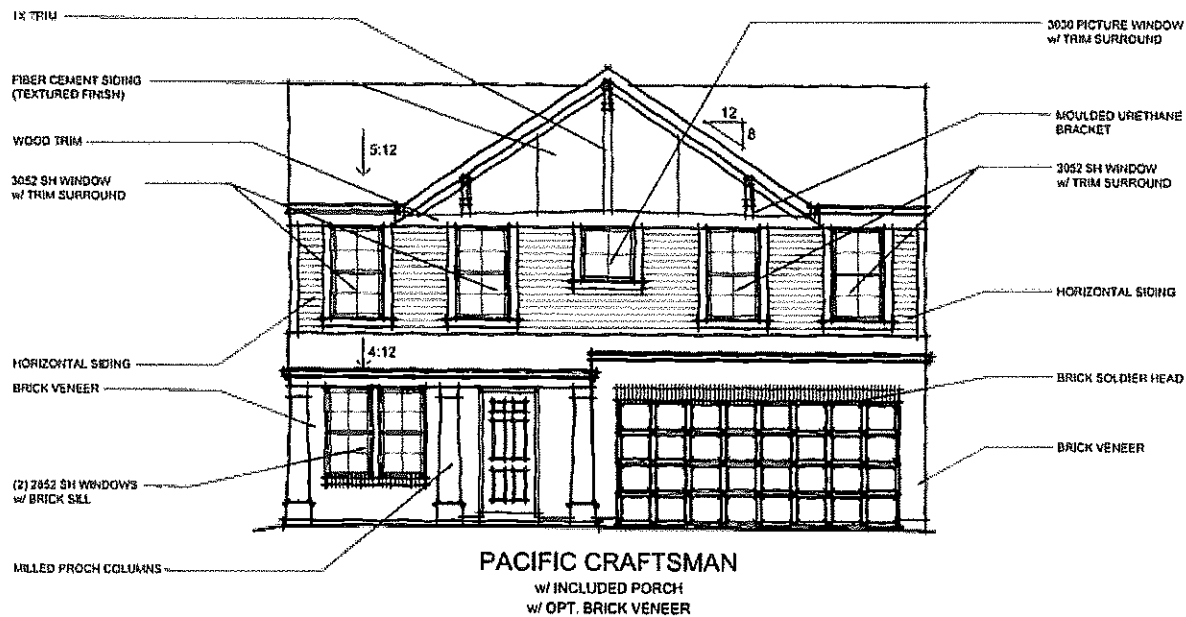 1X TRIM
3030 PICTURE WINDOW
w/ TRIM SURROUND
FIBER CEMENT SIDING
(TEXTURED FINISH)
12
8
MOULDED URETHANE
BRACKET
WOOD TRIM
5:12
3052 SH WINDOW
w/ TRIM SURROUND
3052 SH WINDOW
w/ TRIM SURROUND
HORIZONTAL SIDING
4:12
HORIZONTAL SIDING
BRICK VENEER
BRICK SOLDIER HEAD
BRICK VENEER
(2) 2852 SH WINDOWS
w/ BRICK SILL
MILLED PROCH COLUMNS
PACIFIC CRAFTSMAN
w/ INCLUDED PORCH
w/ OPT. BRICK VENEER